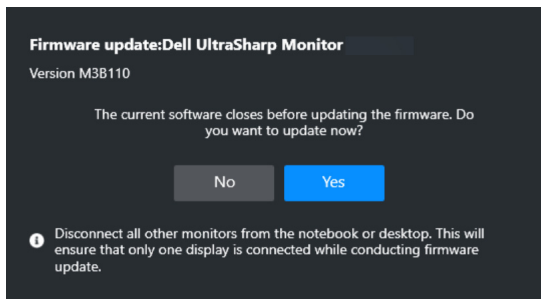 Firmware update:Dell UltraSharp Monitor
Version M3B110
The current software closes before updating the firmware. Do
you want to update now?
No
Yes
Disconnect all other monitors from the notebook or desktop. This will
ensure that only one display is connected while conducting firmware
update.